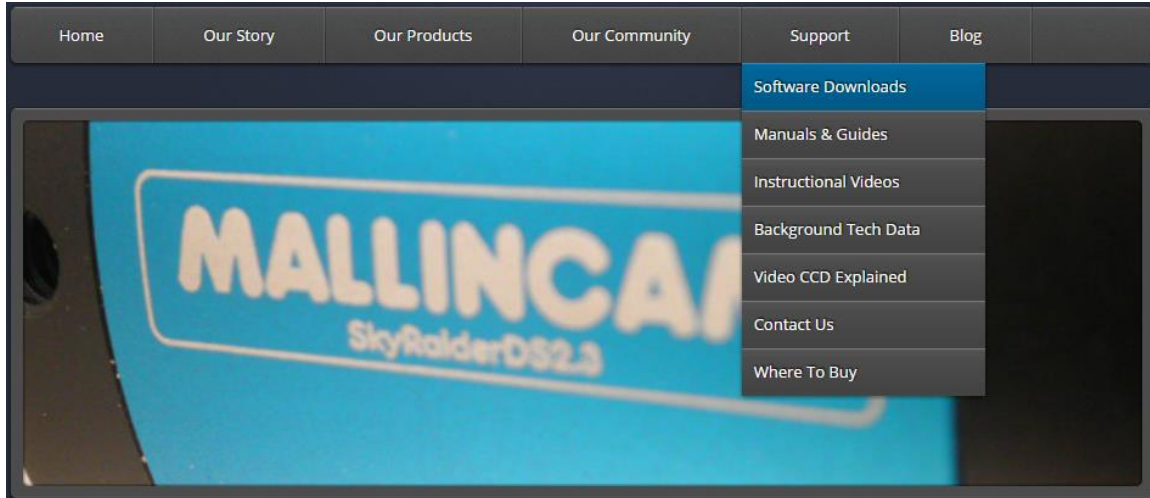 Home Our Story Our Products Our Community Support Blog
Software Downloads
Manuals & Guides
Instructional Videos
Background Tech Data
Video CCD Explained
Contact Us
Where To Buy
MALLINCA
SkyRaiderDS2.3